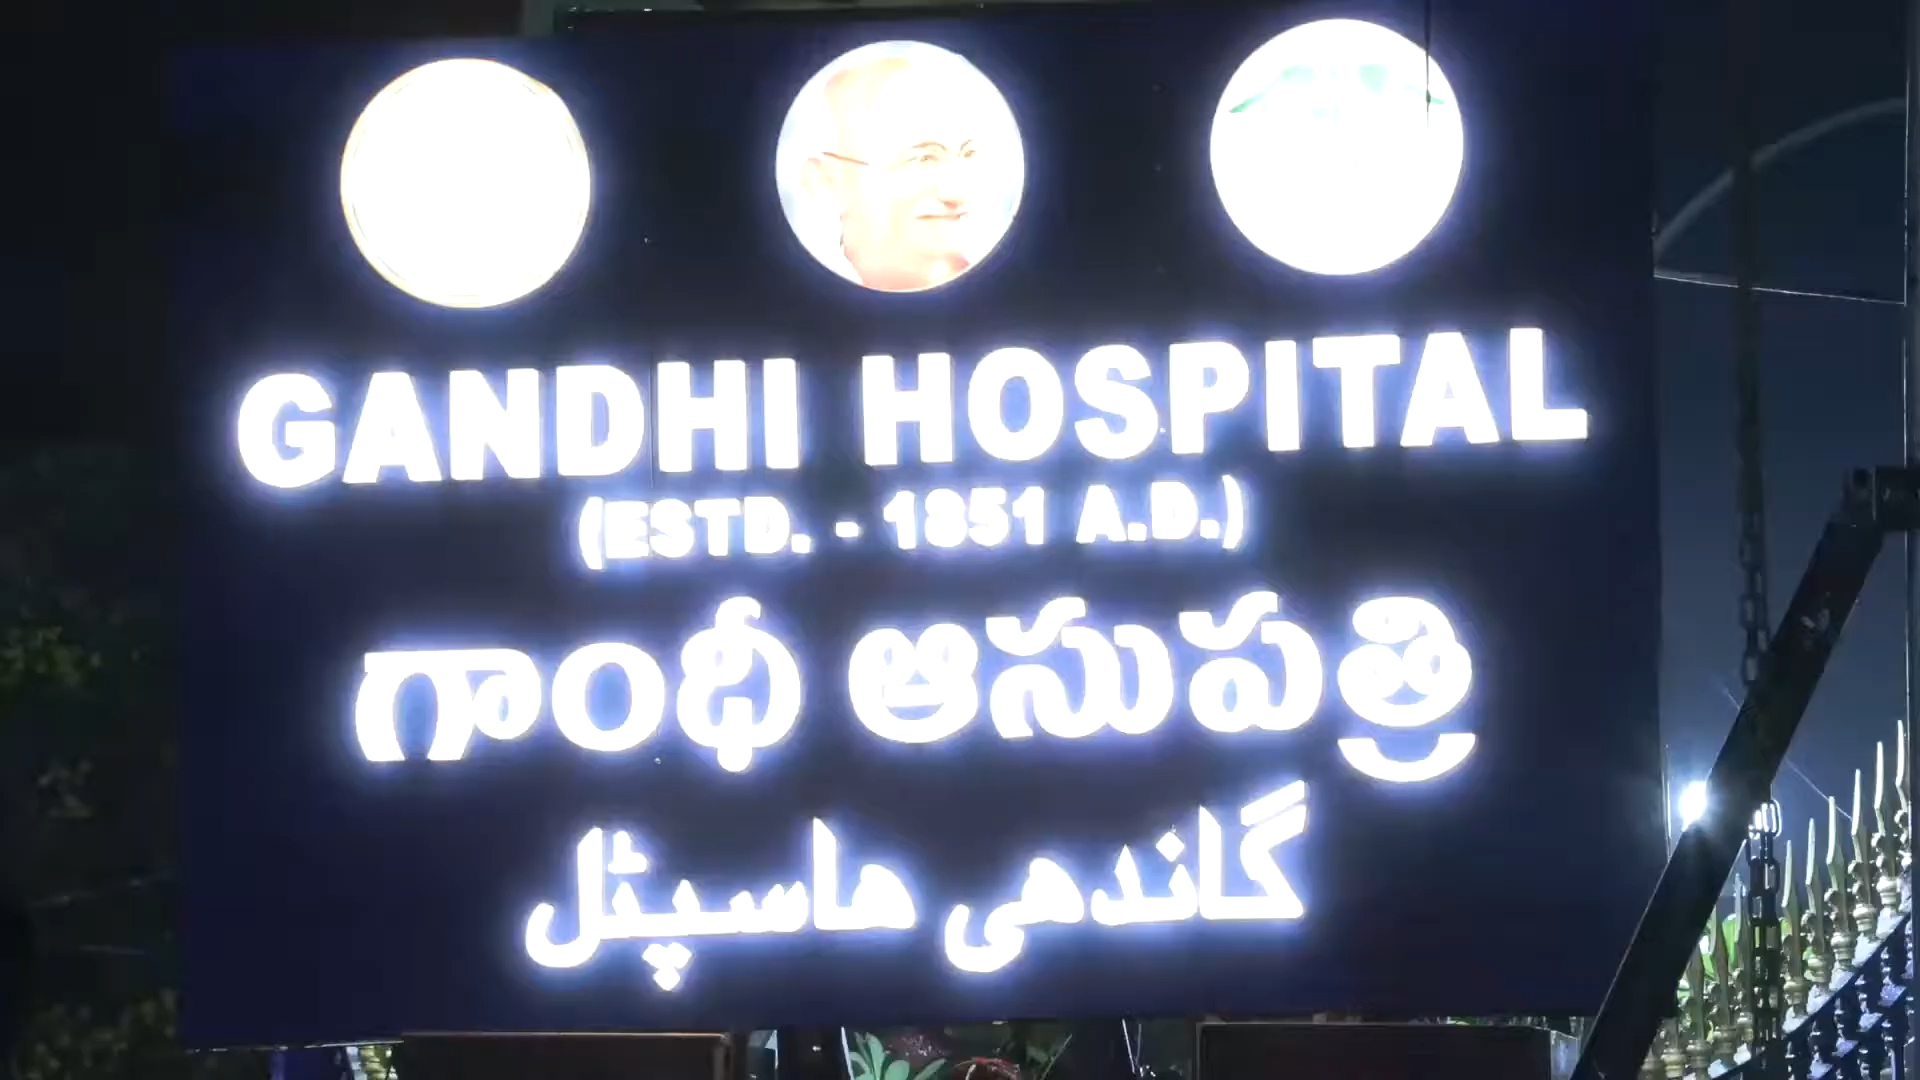 GANDHI HOSPITAL
(ESTD. - 1851 A.D.)
గాంధీ ఆసుపత్రి
گاندھی ہاسپٹل